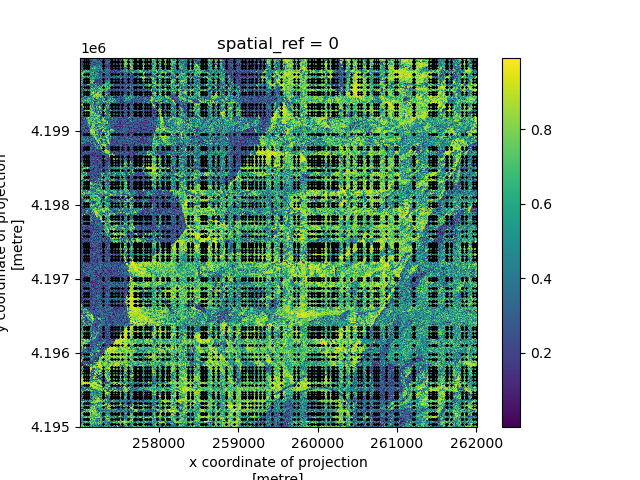 spatial_ref = 0
1e6
4.199
4.198
4.197
4.196
4.195
y coordinate of projection
[metre]
258000 259000 260000 261000 262000
x coordinate of projection
[metre]
0.8
0.6
0.4
0.2